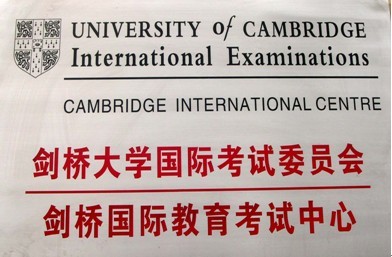 UNIVERSITY of CAMBRIDGE
International Examinations
CAMBRIDGE INTERNATIONAL CENTRE
剑桥大学国际考试委员会
剑桥国际教育考试中心